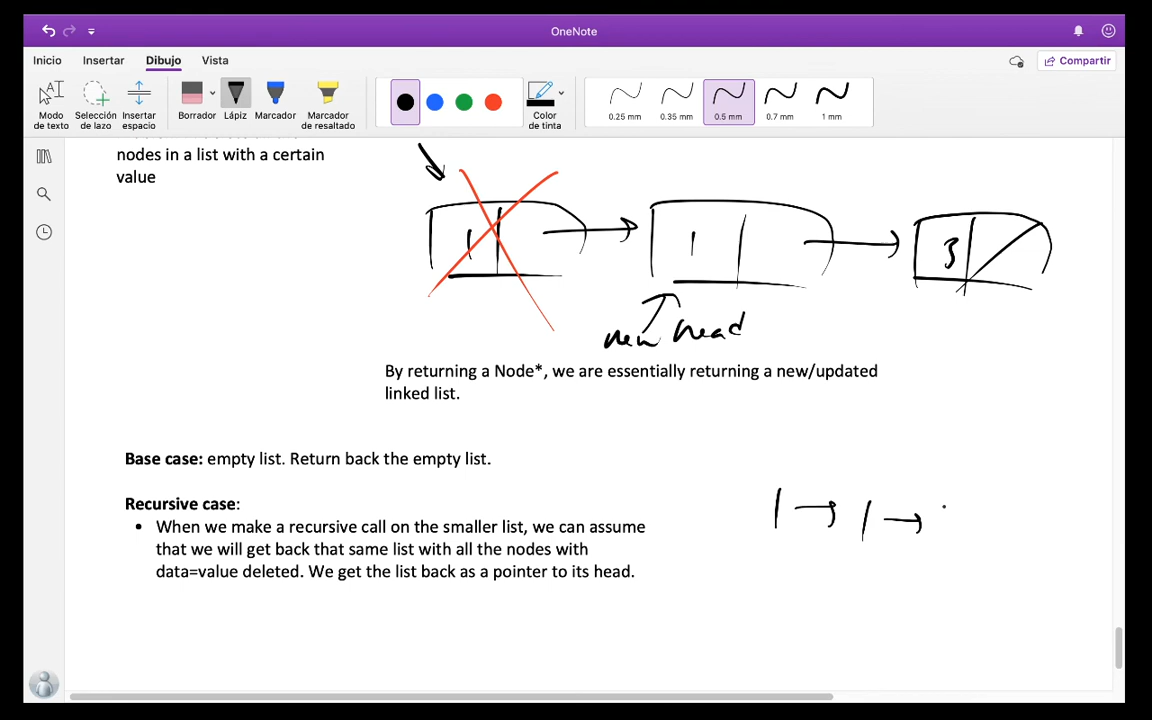 OneNote
Inicio Insertar Dibujo Vista
Compartir
Modo de texto
Selección de lazo
Insertar espacio
Borrador
Lápiz
Marcador
Marcador de resaltado
Color de tinta
0.25 mm
0.35 mm
0.5 mm
0.7 mm
1 mm
nodes in a list with a certain
value
1 1 3
new head
By returning a Node*, we are essentially returning a new/updated
linked list.
Base case: empty list. Return back the empty list.
Recursive case:
• When we make a recursive call on the smaller list, we can assume
that we will get back that same list with all the nodes with
data=value deleted. We get the list back as a pointer to its head.
1 → 1 →